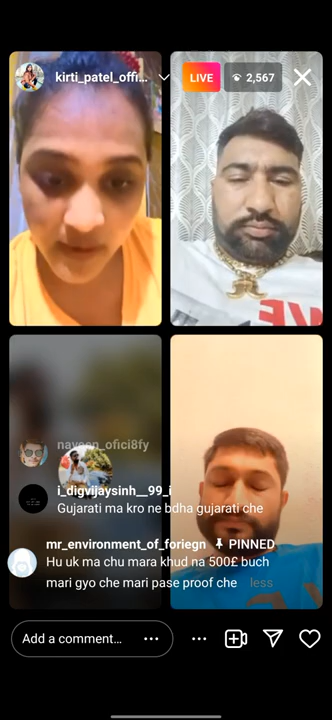 kirti_patel_offi...
LIVE
2,567
naveen_ofici8fy
i_digvijaysinh__99_i
Gujarati ma kro ne bdha gujarati che
mr_environment_of_foriegn PINNED
Hu uk ma chu mara khud na 500£ buch
mari gyo che mari pase proof che less
Add a comment...